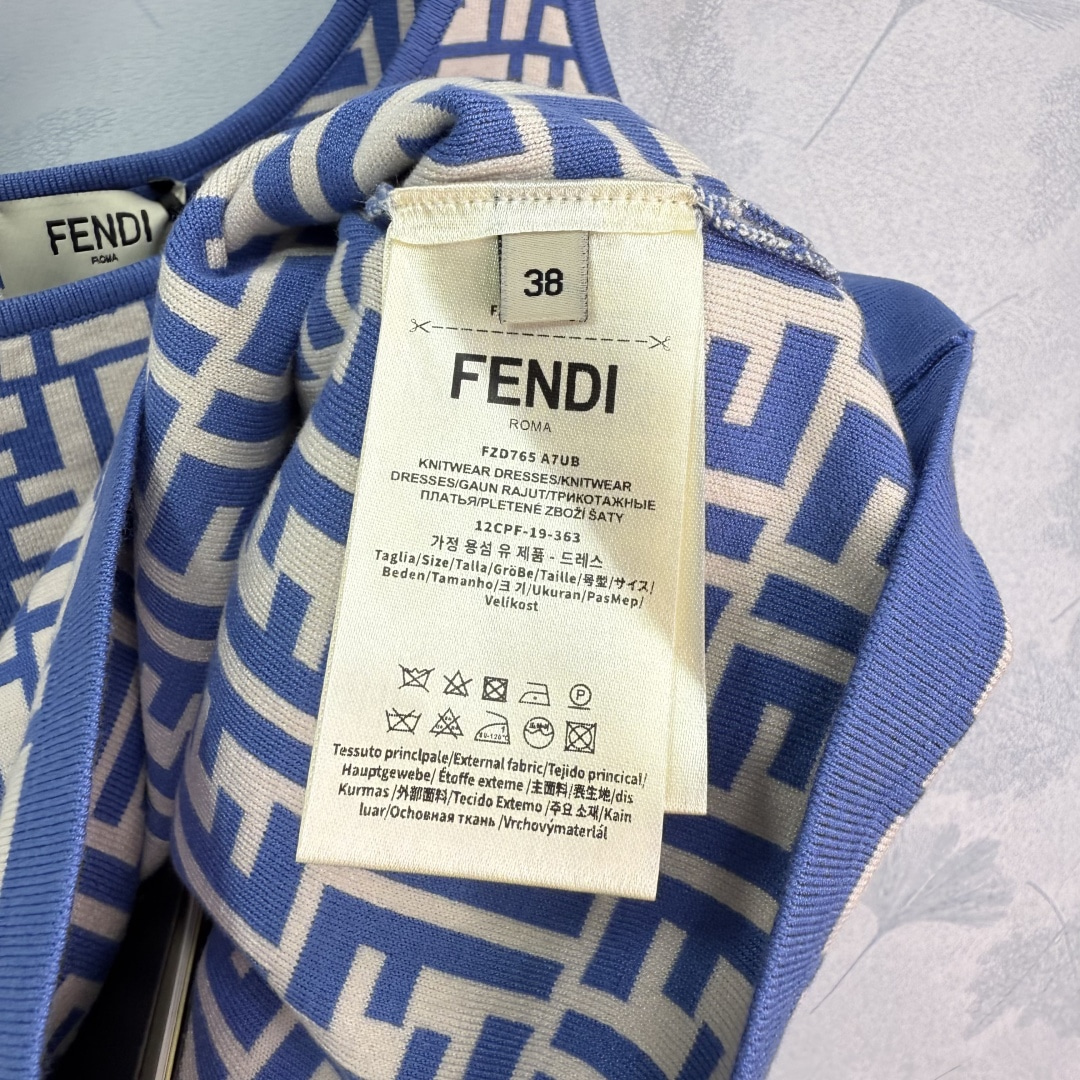 FENDI
ROMA
38
F
FENDI
ROMA
FZD765 A7UB
KNITWEAR DRESSES/KNITWEAR
DRESSES/GAUN RAJUT/ТРИКОТАЖНЫЕ
ПЛАТЬЯ/PLETENÉ ZBOŽÍ ŠATY
12CPF-19-363
가정 용섬 유 제품 - 드레스
Taglia/Size/Talla/GröBe/Taille/号型/サイズ/
Beden/Tamanho/크 기/Ukuran/PasMep/
Velikost
P
Tessuto principale/External fabric/Tejido princical/
Hauptgewebe/ Étoffe exteme /主面料/表生地/dis
Kurmas /外部面料/Tecido Extemo /주요 소재/Kain
luar/Основная ткань /Vrchovýmateriál